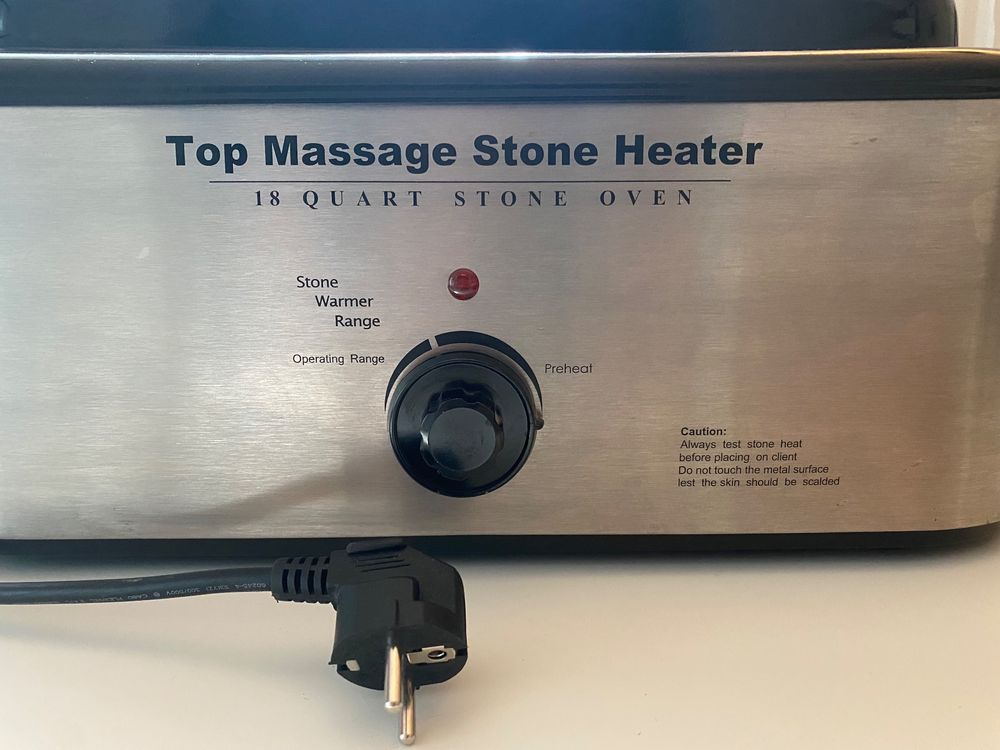 Top Massage Stone Heater
18 QUART STONE OVEN
Stone
Warmer
Range
Operating Range
Preheat
Caution:
Always test stone heat
before placing on client
Do not touch the metal surface
lest the skin should be scalded